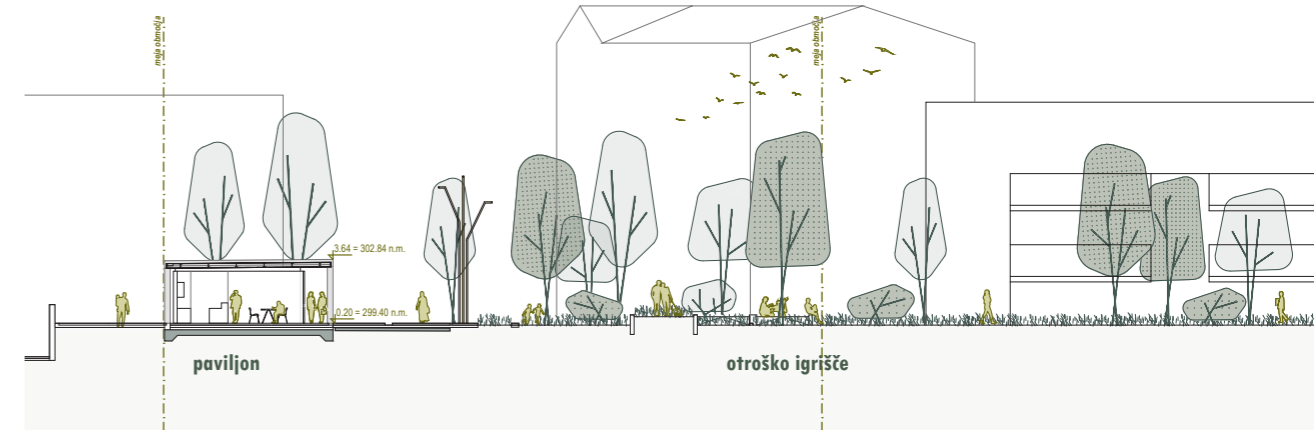 meja območja
meja območja
3.64 = 302.84 n.m.
0.20 = 299.40 n.m.
paviljon
otroško igrišče